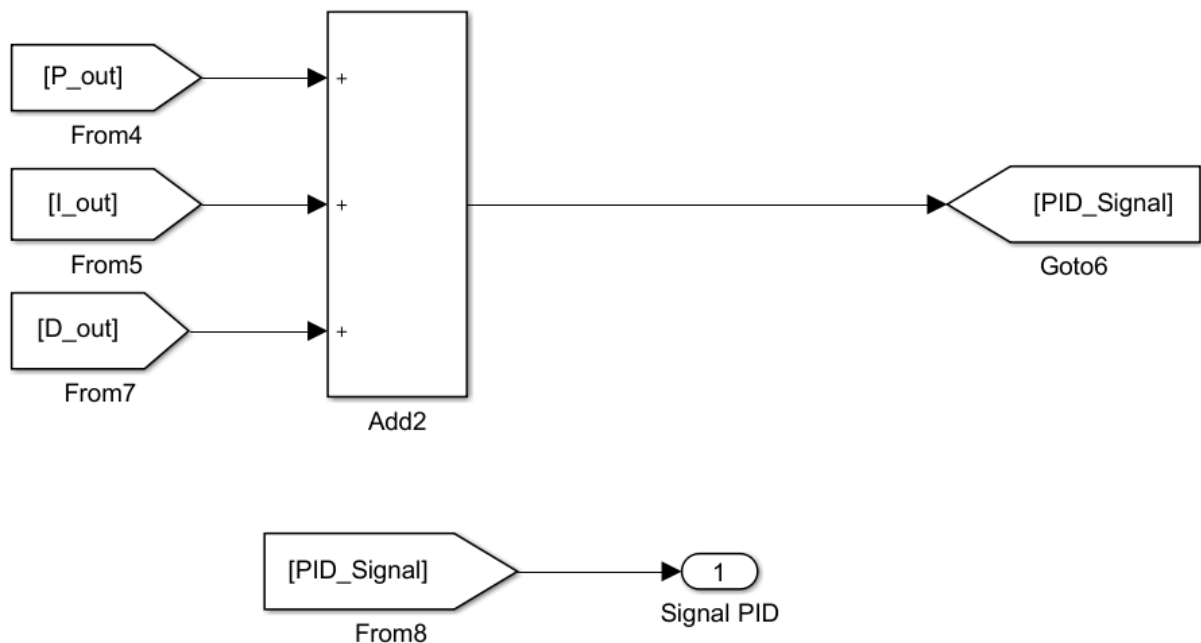 [P_out]
+
From4
[I_out]
+
[PID_Signal]
From5
Goto6
[D_out]
+
From7
Add2
[PID_Signal]
1
Signal PID
From8